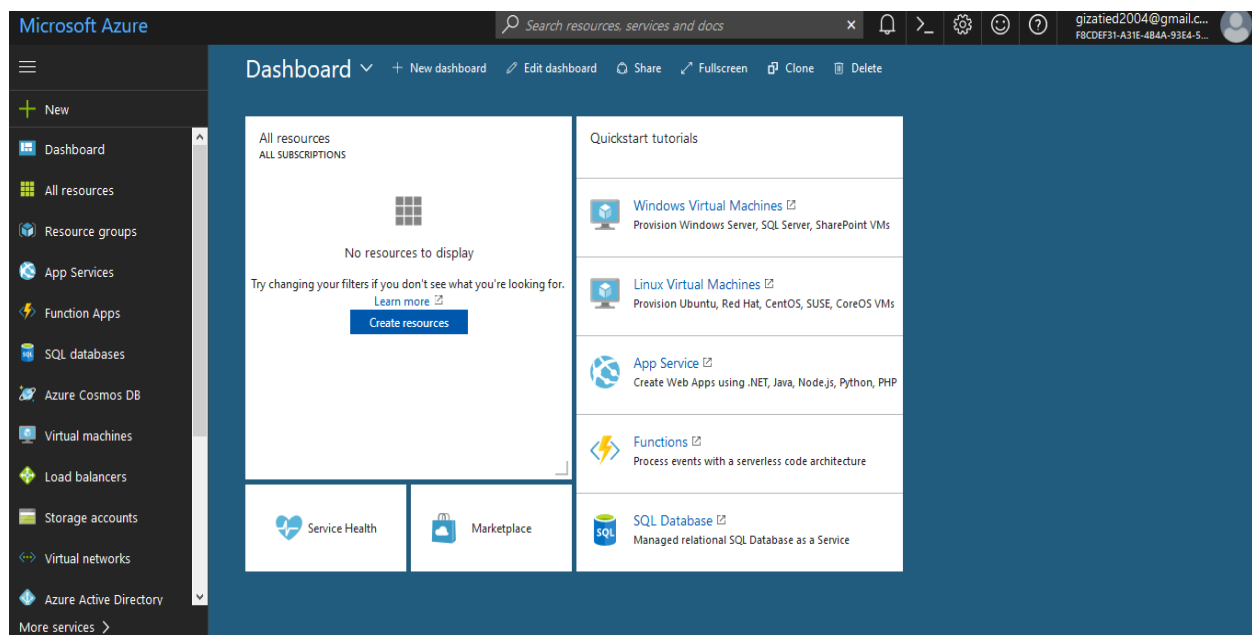 Microsoft Azure
Search resources, services and docs
gizatied2004@gmail.c...
F8CDEF31-A31E-4B4A-93E4-5...
Dashboard
New dashboard
Edit dashboard
Share
Fullscreen
Clone
Delete
New
Dashboard
All resources
Resource groups
App Services
Function Apps
SQL databases
Azure Cosmos DB
Virtual machines
Load balancers
Storage accounts
Virtual networks
Azure Active Directory
More services
All resources
ALL SUBSCRIPTIONS
No resources to display
Try changing your filters if you don't see what you're looking for.
Learn more
Create resources
Service Health
Marketplace
Quickstart tutorials
Windows Virtual Machines
Provision Windows Server, SQL Server, SharePoint VMs
Linux Virtual Machines
Provision Ubuntu, Red Hat, CentOS, SUSE, CoreOS VMs
App Service
Create Web Apps using .NET, Java, Node.js, Python, PHP
Functions
Process events with a serverless code architecture
SQL
SQL Database
Managed relational SQL Database as a Service